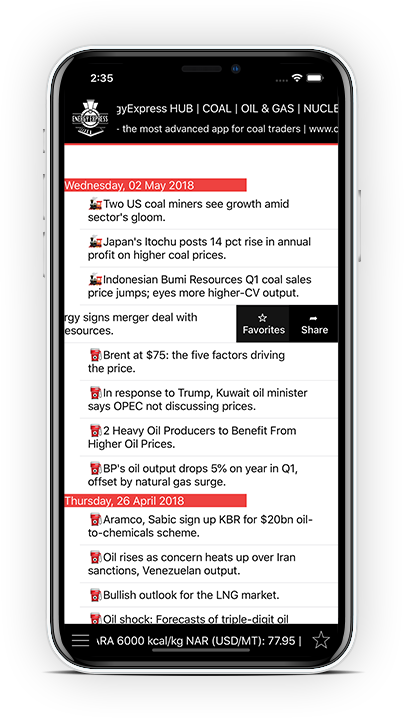 2:35
ENERGY EXPRESS
gyExpress HUB | COAL | OIL & GAS | NUCLE
- the most advanced app for coal traders | www.c
Wednesday, 02 May 2018
Two US coal miners see growth amid
sector's gloom.
Japan's Itochu posts 14 pct rise in annual
profit on higher coal prices.
Indonesian Bumi Resources Q1 coal sales
price jumps; eyes more higher-CV output.
rgy signs merger deal with
esources.
Favorites
Share
Brent at $75: the five factors driving
the price.
In response to Trump, Kuwait oil minister
says OPEC not discussing prices.
2 Heavy Oil Producers to Benefit From
Higher Oil Prices.
BP's oil output drops 5% on year in Q1,
offset by natural gas surge.
Thursday, 26 April 2018
Aramco, Sabic sign up KBR for $20bn oil-
to-chemicals scheme.
Oil rises as concern heats up over Iran
sanctions, Venezuelan output.
Bullish outlook for the LNG market.
Oil shock: Forecasts of triple-digit oil
ARA 6000 kcal/kg NAR (USD/MT): 77.95 |